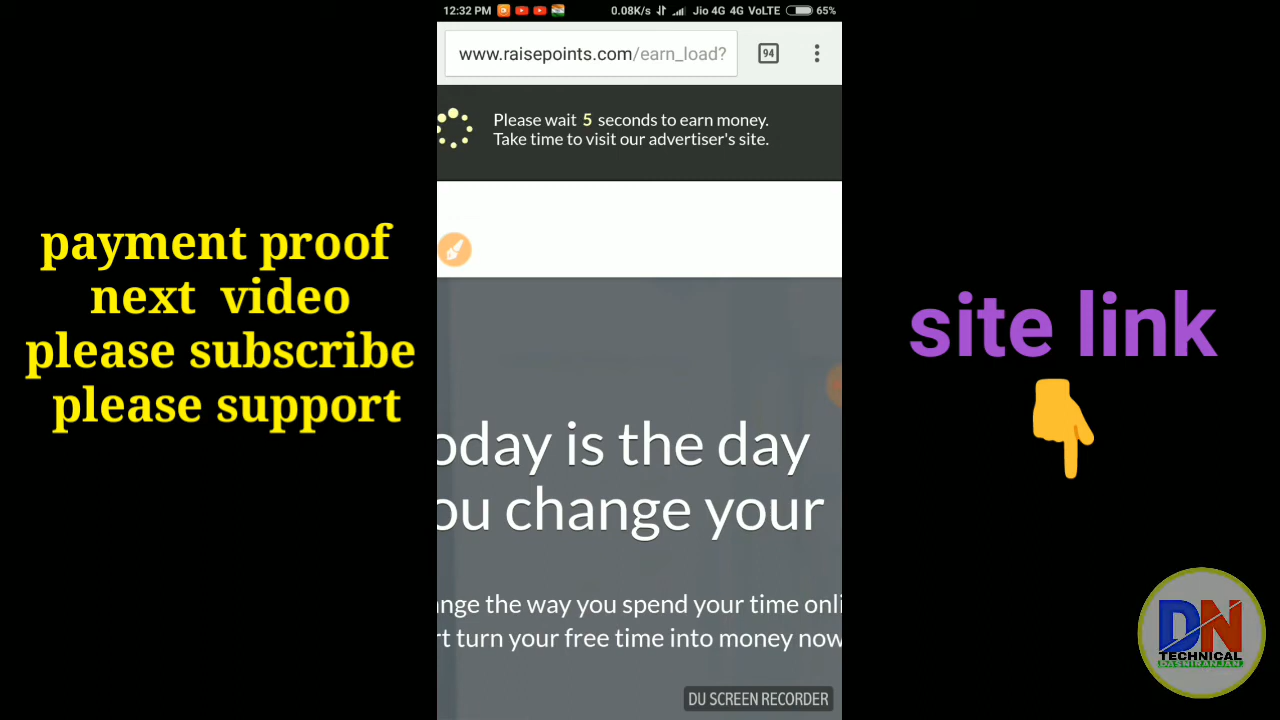 12:32 PM 0.08K/s Jio 4G 4G VoLTE 65%
www.raisepoints.com/earn_load?
94
Please wait 5 seconds to earn money.
Take time to visit our advertiser's site.
payment proof
next video
please subscribe
please support
site link
oday is the day
ou change your
nge the way you spend your time onli
rt turn your free time into money now
DU SCREEN RECORDER
DN
TECHNICAL
DASNIRANJAN